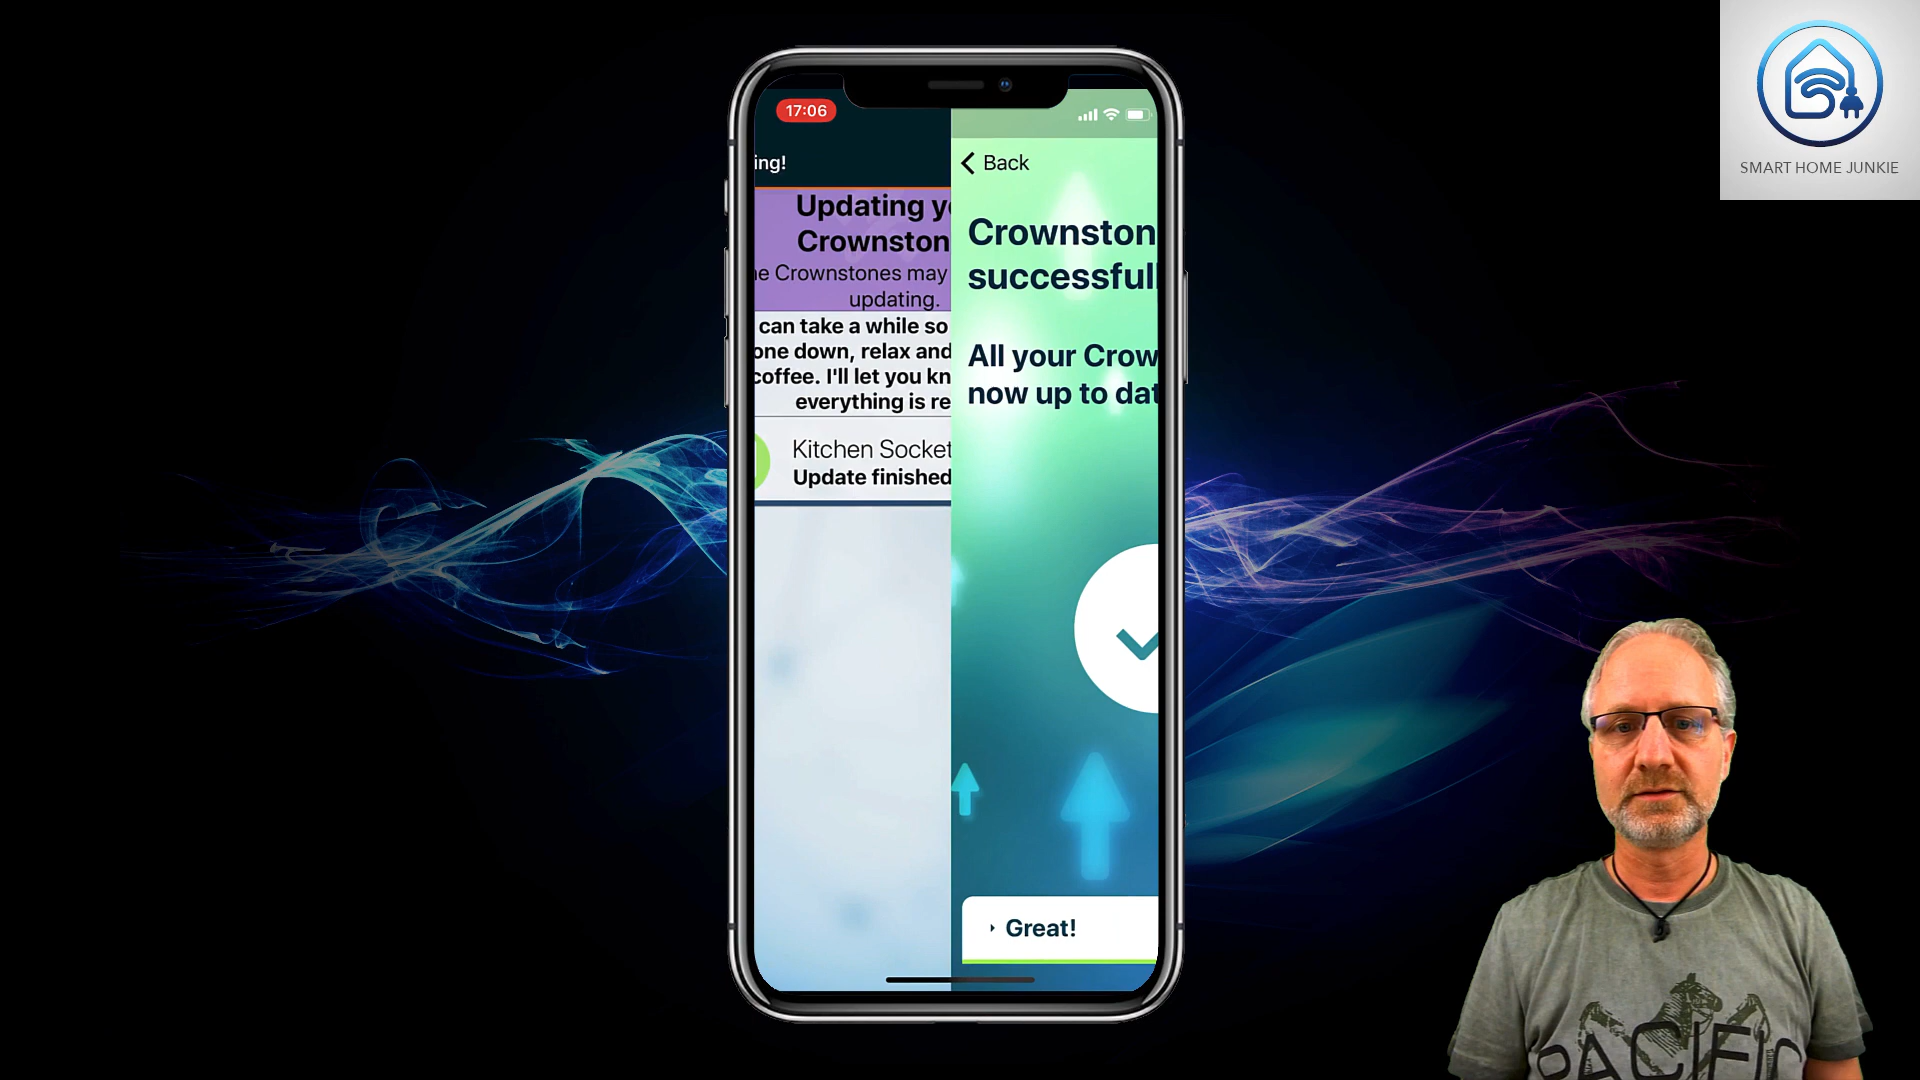 SMART HOME JUNKIE
17:06
ing!
Updating y
Crownston
e Crownstones may
updating.
can take a while so
one down, relax and
coffee. I'll let you kn
everything is re
Kitchen Socket
Update finished
Back
Crownston
successful
All your Crow
now up to dat
Great!
PACIFIC